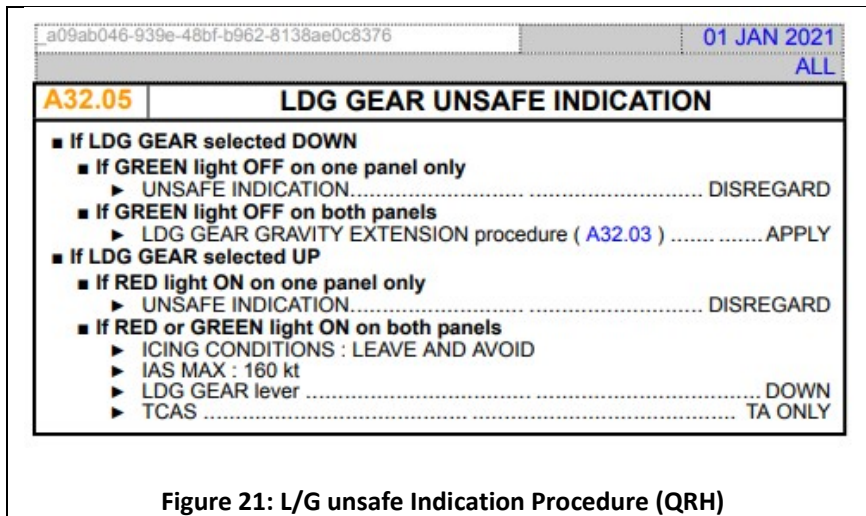 _a09ab046-939e-48bf-b962-8138ae0c8376 01 JAN 2021
ALL
A32.05 LDG GEAR UNSAFE INDICATION
■ If LDG GEAR selected DOWN
■ If GREEN light OFF on one panel only
► UNSAFE INDICATION............................... ............................... DISREGARD
■ If GREEN light OFF on both panels
► LDG GEAR GRAVITY EXTENSION procedure ( A32.03 ) ....... .......APPLY
■ If LDG GEAR selected UP
■ If RED light ON on one panel only
► UNSAFE INDICATION............................... ............................... DISREGARD
■ If RED or GREEN light ON on both panels
► ICING CONDITIONS : LEAVE AND AVOID
► IAS MAX : 160 kt
► LDG GEAR lever ........................................ ........................................DOWN
► TCAS ................................................ ................................................ TA ONLY
Figure 21: L/G unsafe Indication Procedure (QRH)